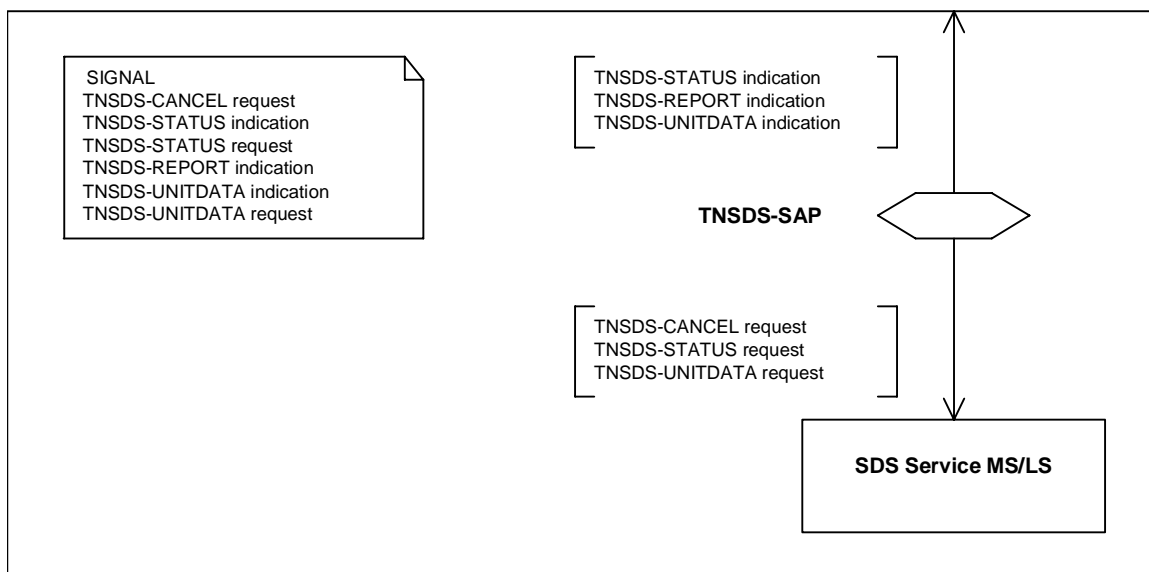 SIGNAL
TNSDS-CANCEL request
TNSDS-STATUS indication
TNSDS-STATUS request
TNSDS-REPORT indication
TNSDS-UNITDATA indication
TNSDS-UNITDATA request
TNSDS-STATUS indication
TNSDS-REPORT indication
TNSDS-UNITDATA indication
TNSDS-SAP
TNSDS-CANCEL request
TNSDS-STATUS request
TNSDS-UNITDATA request
SDS Service MS/LS